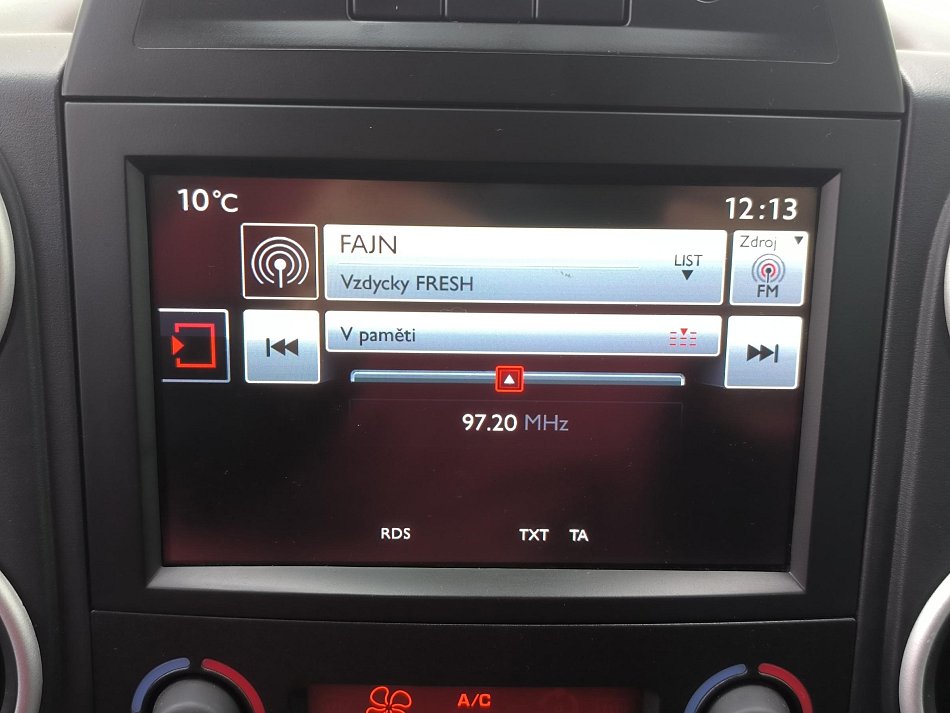 10°C
12:13
FAJN
Vzdycky FRESH
LIST
Zdroj
FM
V paměti
97.20 MHz
RDS TXT TA
A/C